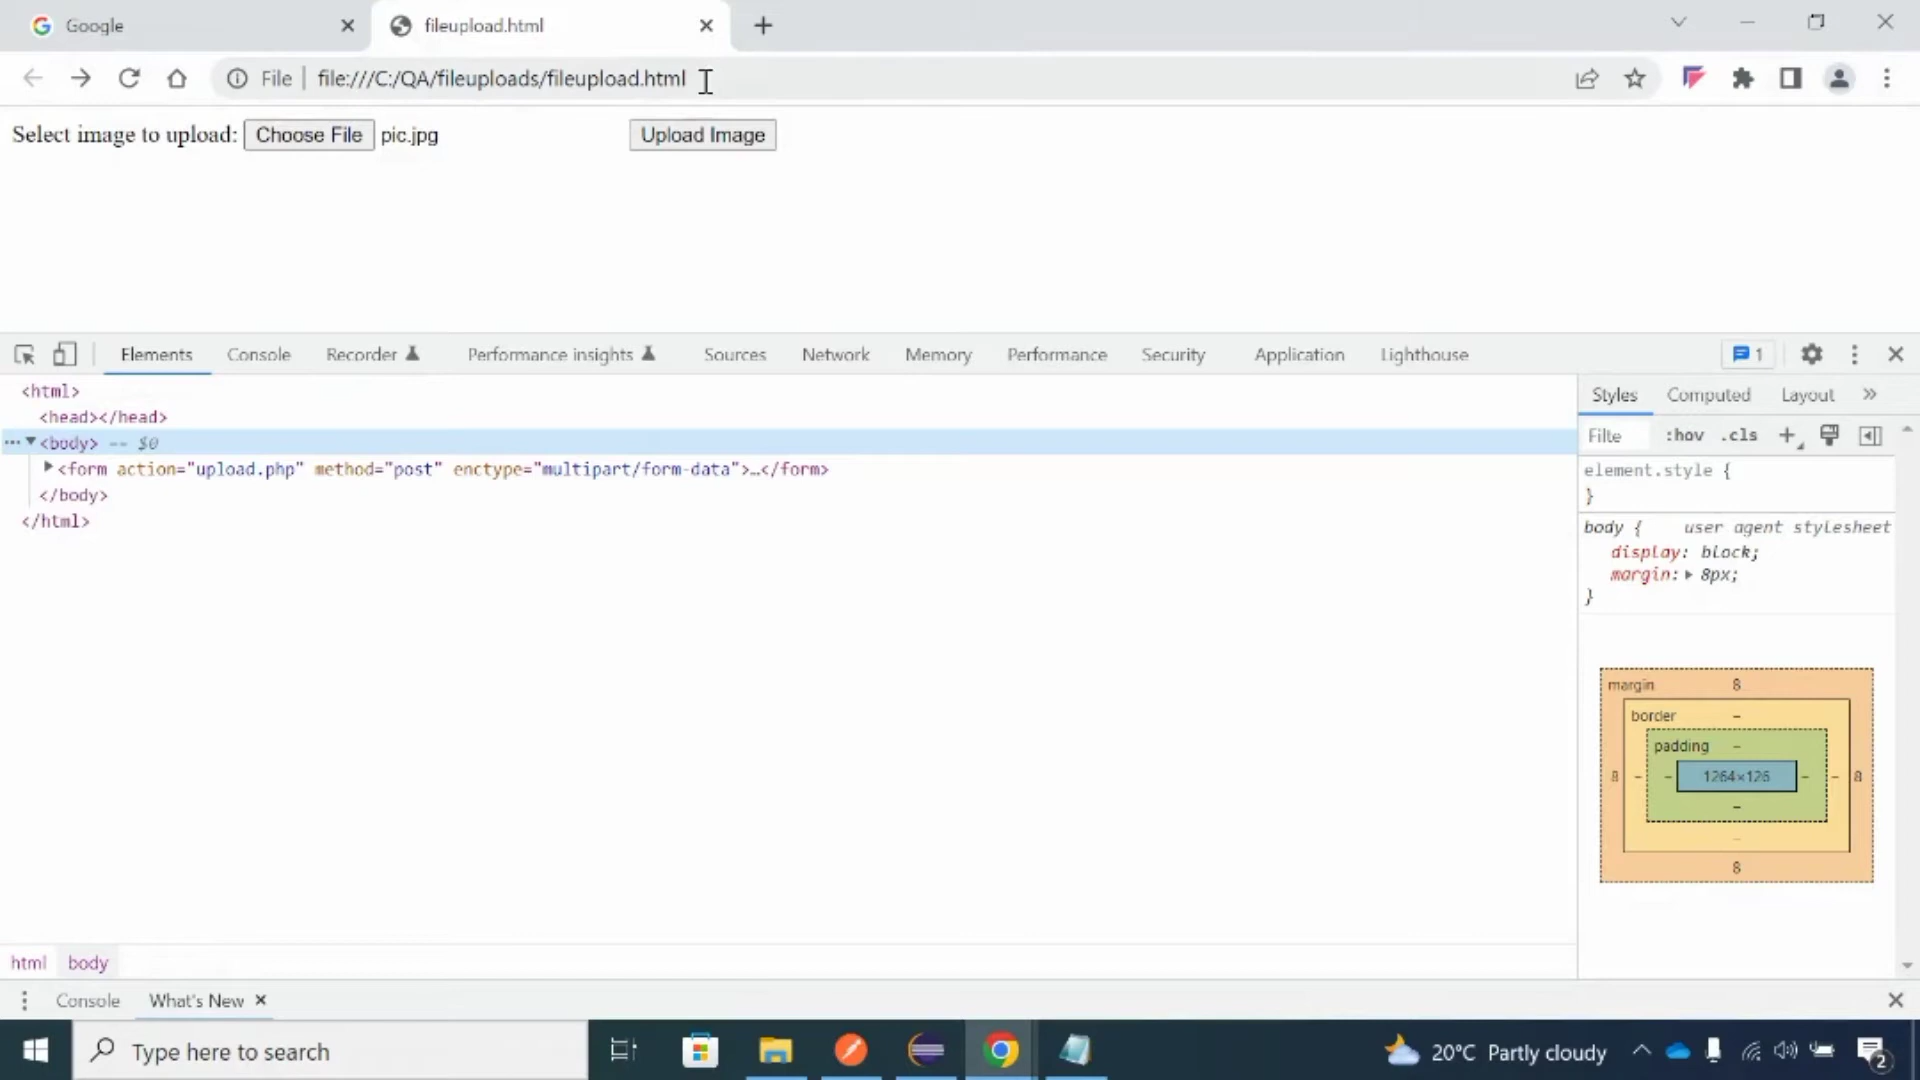 Google
fileupload.html
File
file:///C:/QA/fileuploads/fileupload.html
Select image to upload: Choose File pic.jpg Upload Image
Elements Console Recorder Performance insights Sources Network Memory Performance Security Application Lighthouse 1
<html>
<head></head>
<body> -- $0
<form action="upload.php" method="post" enctype="multipart/form-data">…</form>
</body>
</html>
Styles Computed Layout
Filte :hov .cls
element.style {
}
body { user agent stylesheet
display: block;
margin: 8px;
}
margin 8
border –
padding –
8 – – 1264×126 – – 8
–
–
8
html body
Console What's New
Type here to search
20°C Partly cloudy
2